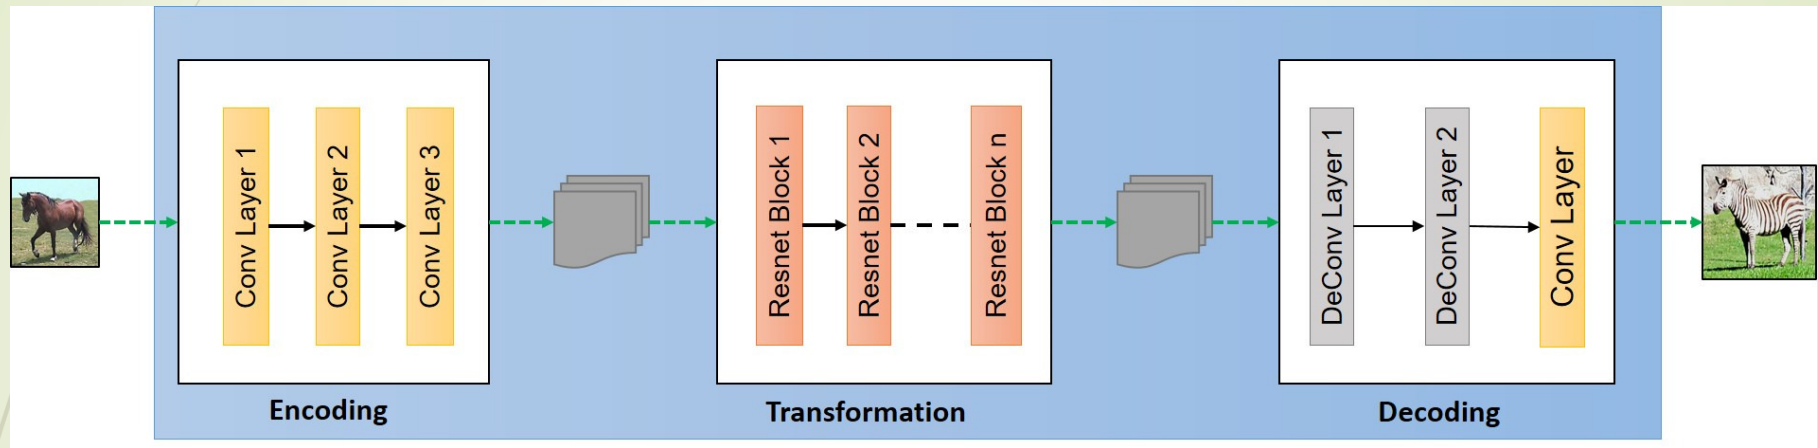 Conv Layer 1
Conv Layer 2
Conv Layer 3
Encoding
Resnet Block 1
Resnet Block 2
Resnet Block n
Transformation
DeConv Layer 1
DeConv Layer 2
Conv Layer
Decoding